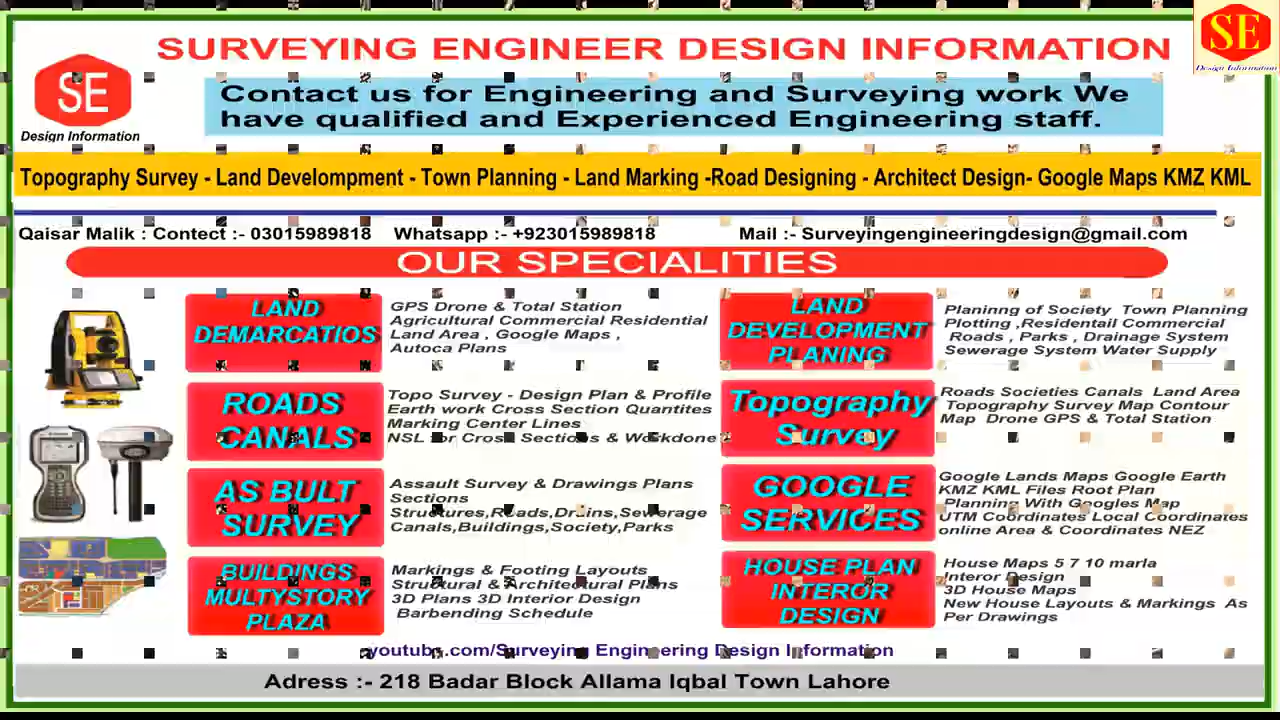 SURVEYING ENGINEER DESIGN INFORMATION
SE
Design Information
SE
Design Information
Contact us for Engineering and Surveying work We
have qualified and Experienced Engineering staff.
Topography Survey - Land Develompment - Town Planning - Land Marking -Road Designing - Architect Design- Google Maps KMZ KML
Qaisar Malik : Contect :- 03015989818 Whatsapp :- +923015989818 Mail :- Surveyingengineeringdesign@gmail.com
OUR SPECIALITIES
LAND
DEMARCATIOS
GPS Drone & Total Station
Agricultural Commercial Residential
Land Area , Google Maps ,
Autoca Plans
LAND
DEVELOPMENT
PLANING
Planinng of Society Town Planning
Plotting ,Residentail Commercial
Roads , Parks , Drainage System
Sewerage System Water Supply
ROADS
CANALS
Topo Survey - Design Plan & Profile
Earth work Cross Section Quantites
Marking Center Lines
NSL for Cross Sections & Workdone
Topography
Survey
Roads Societies Canals Land Area
Topography Survey Map Contour
Map Drone GPS & Total Station
AS BULT
SURVEY
Assault Survey & Drawings Plans
Sections
Structures,Roads,Drains,Sewerage
Canals,Buildings,Society,Parks
GOOGLE
SERVICES
Google Lands Maps Google Earth
KMZ KML Files Root Plan
Planning With Googles Map
UTM Coordinates Local Coordinates
online Area & Coordinates NEZ
BUILDINGS
MULTYSTORY
PLAZA
Markings & Footing Layouts
Structural & Architectural Plans
3D Plans 3D Interior Design
Barbending Schedule
HOUSE PLAN
INTEROR
DESIGN
House Maps 5 7 10 marla
Interor Design
3D House Maps
New House Layouts & Markings As
Per Drawings
youtube.com/Surveying Engineering Design Information
Adress :- 218 Badar Block Allama Iqbal Town Lahore